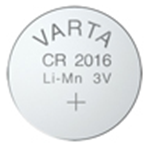 VARTA
CR 2016
Li-Mn 3V
+